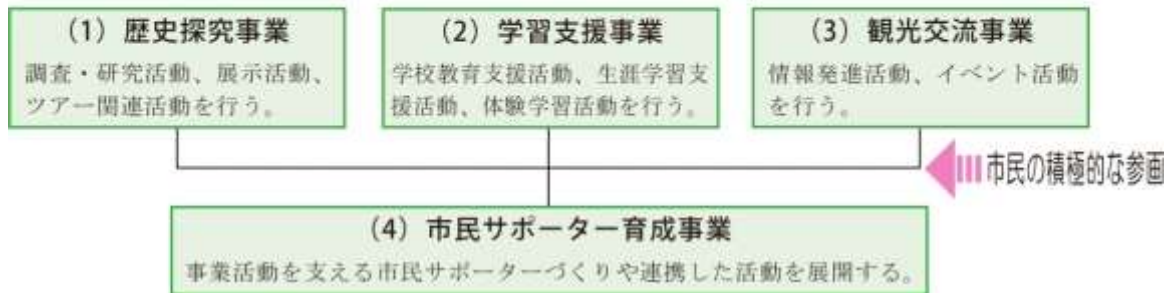 (1) 歴史探究事業
調査・研究活動、展示活動、
ツアー関連活動を行う。
(2) 学習支援事業
学校教育支援活動、生涯学習支
援活動、体験学習活動を行う。
(3) 観光交流事業
情報発進活動、イベント活動
を行う。
市民の積極的な参画
(4) 市民サポーター育成事業
事業活動を支える市民サポーターづくりや連携した活動を展開する。